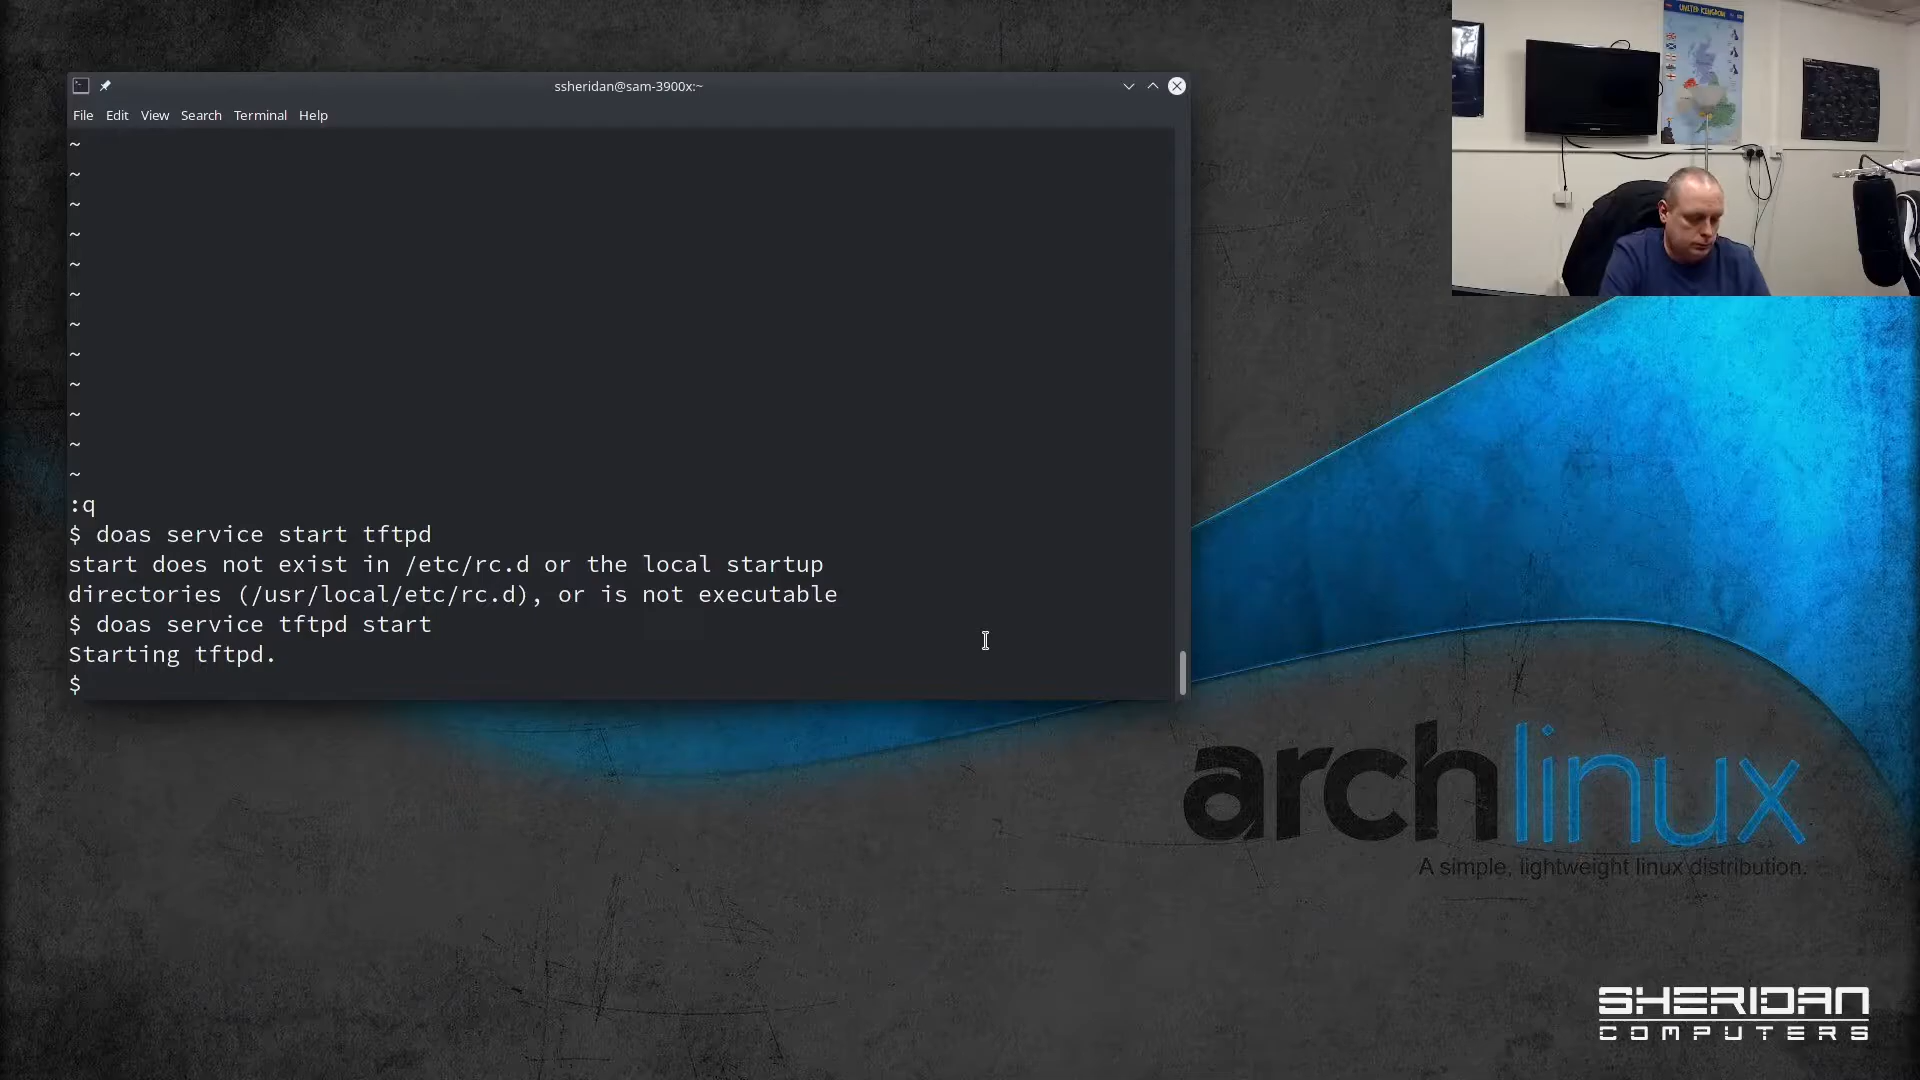 ssheridan@sam-3900x:~
File Edit View Search Terminal Help
~
~
~
~
~
~
~
~
~
~
~
~
:q
$ doas service start tftpd
start does not exist in /etc/rc.d or the local startup
directories (/usr/local/etc/rc.d), or is not executable
$ doas service tftpd start
Starting tftpd.
$
UNITED KINGDOM
archlinux
A simple, lightweight linux distribution.
SHERIDAN
COMPUTERS